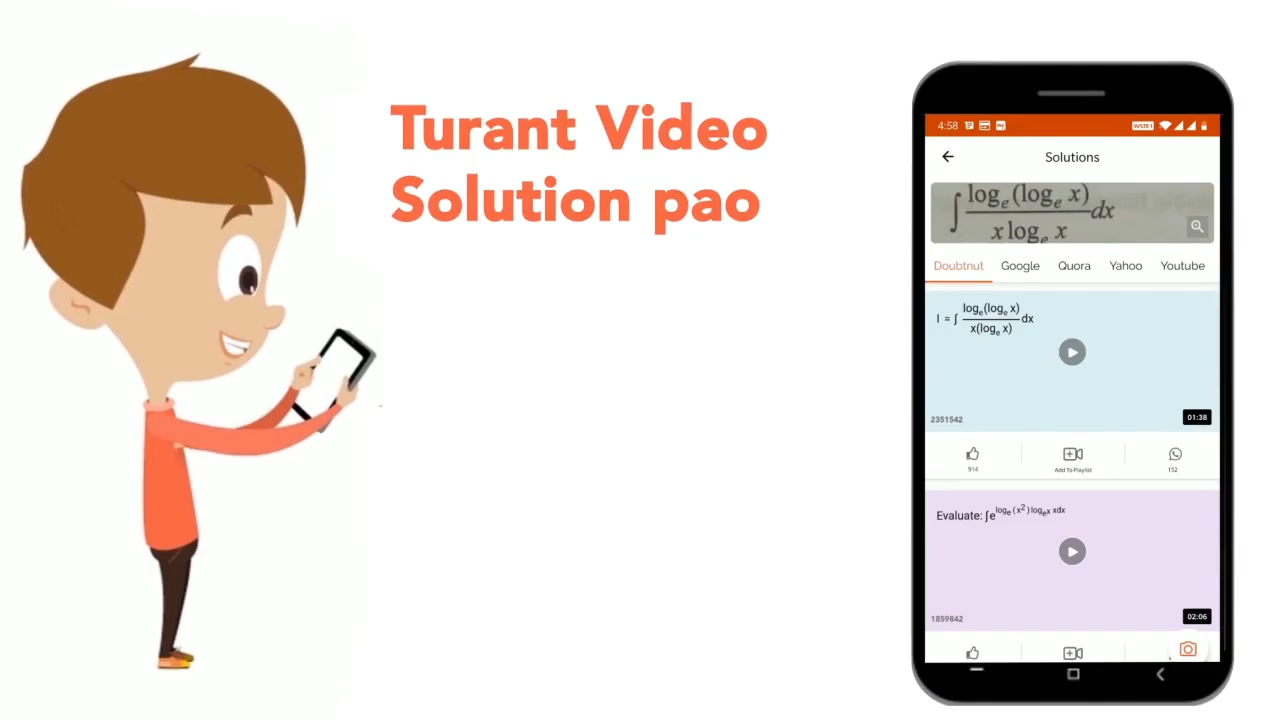 Turant Video
Solution pao
4:58
VoLTE1
Solutions
∫ logₑ(logₑ x) / x logₑ x dx
Doubtnut Google Quora Yahoo Youtube
I = ∫ logₑ(logₑ x) / x(logₑ x) dx
2351542 01:38
914 Add To Playlist 152
Evaluate: ∫e^logₑ(x²)logₑx xdx
1859842 02:06